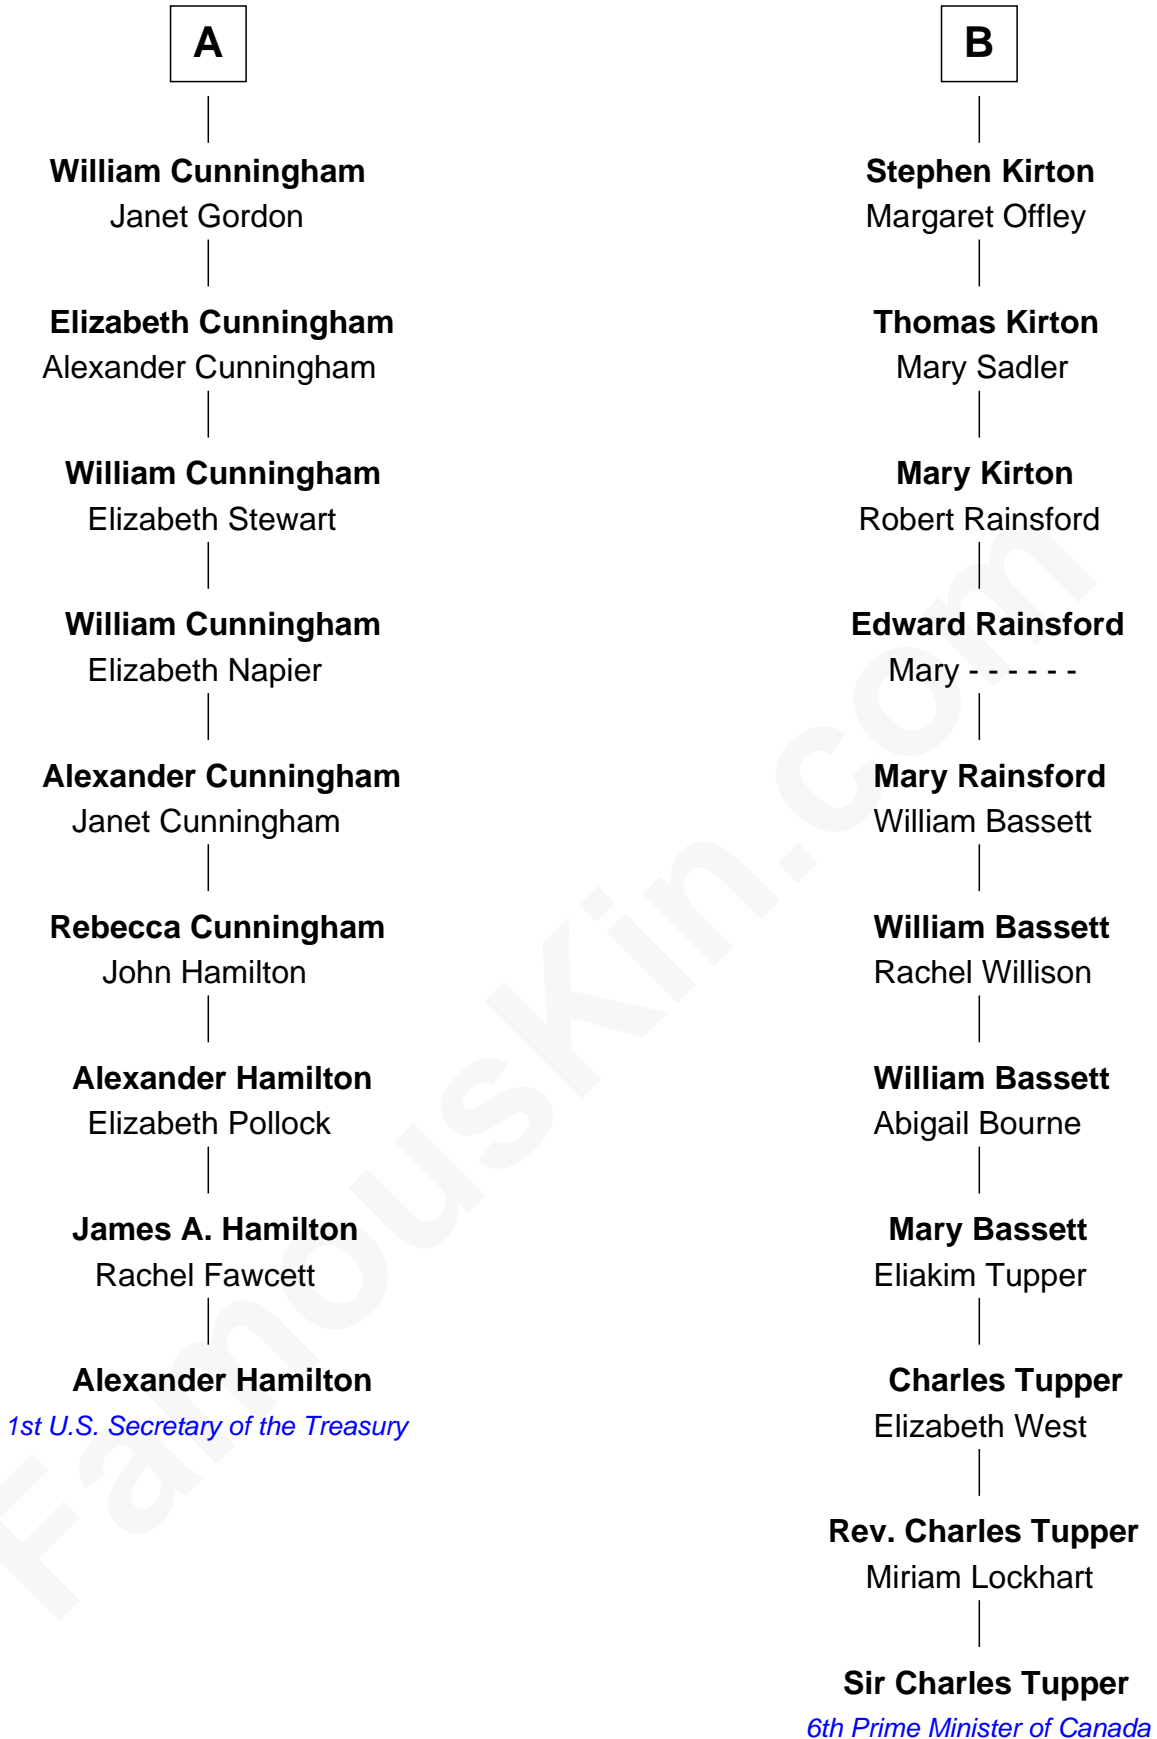 A
William Cunningham
Janet Gordon
Elizabeth Cunningham
Alexander Cunningham
William Cunningham
Elizabeth Stewart
William Cunningham
Elizabeth Napier
Alexander Cunningham
Janet Cunningham
Rebecca Cunningham
John Hamilton
Alexander Hamilton
Elizabeth Pollock
James A. Hamilton
Rachel Fawcett
Alexander Hamilton
1st U.S. Secretary of the Treasury
B
Stephen Kirton
Margaret Offley
Thomas Kirton
Mary Sadler
Mary Kirton
Robert Rainsford
Edward Rainsford
Mary - - - - - -
Mary Rainsford
William Bassett
William Bassett
Rachel Willison
William Bassett
Abigail Bourne
Mary Bassett
Eliakim Tupper
Charles Tupper
Elizabeth West
Rev. Charles Tupper
Miriam Lockhart
Sir Charles Tupper
6th Prime Minister of Canada
FamousKin.com